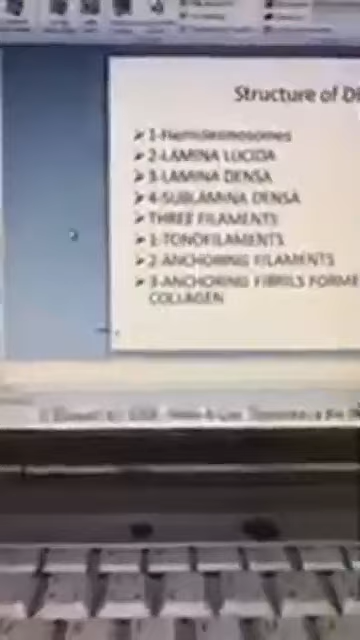 Structure of
➤ 1-Hemidesmosomes
➤ 2-LAMINA LUCIDA
➤ 3-LAMINA DENSA
➤ 4-SUBLAMINA DENSA
➤ THREE FILAMENTS
➤ 1-TONOFILAMENTS
➤ 2-ANCHORING FILAMENTS
➤ 3-ANCHORING FIBRILS FORME
COLLAGEN